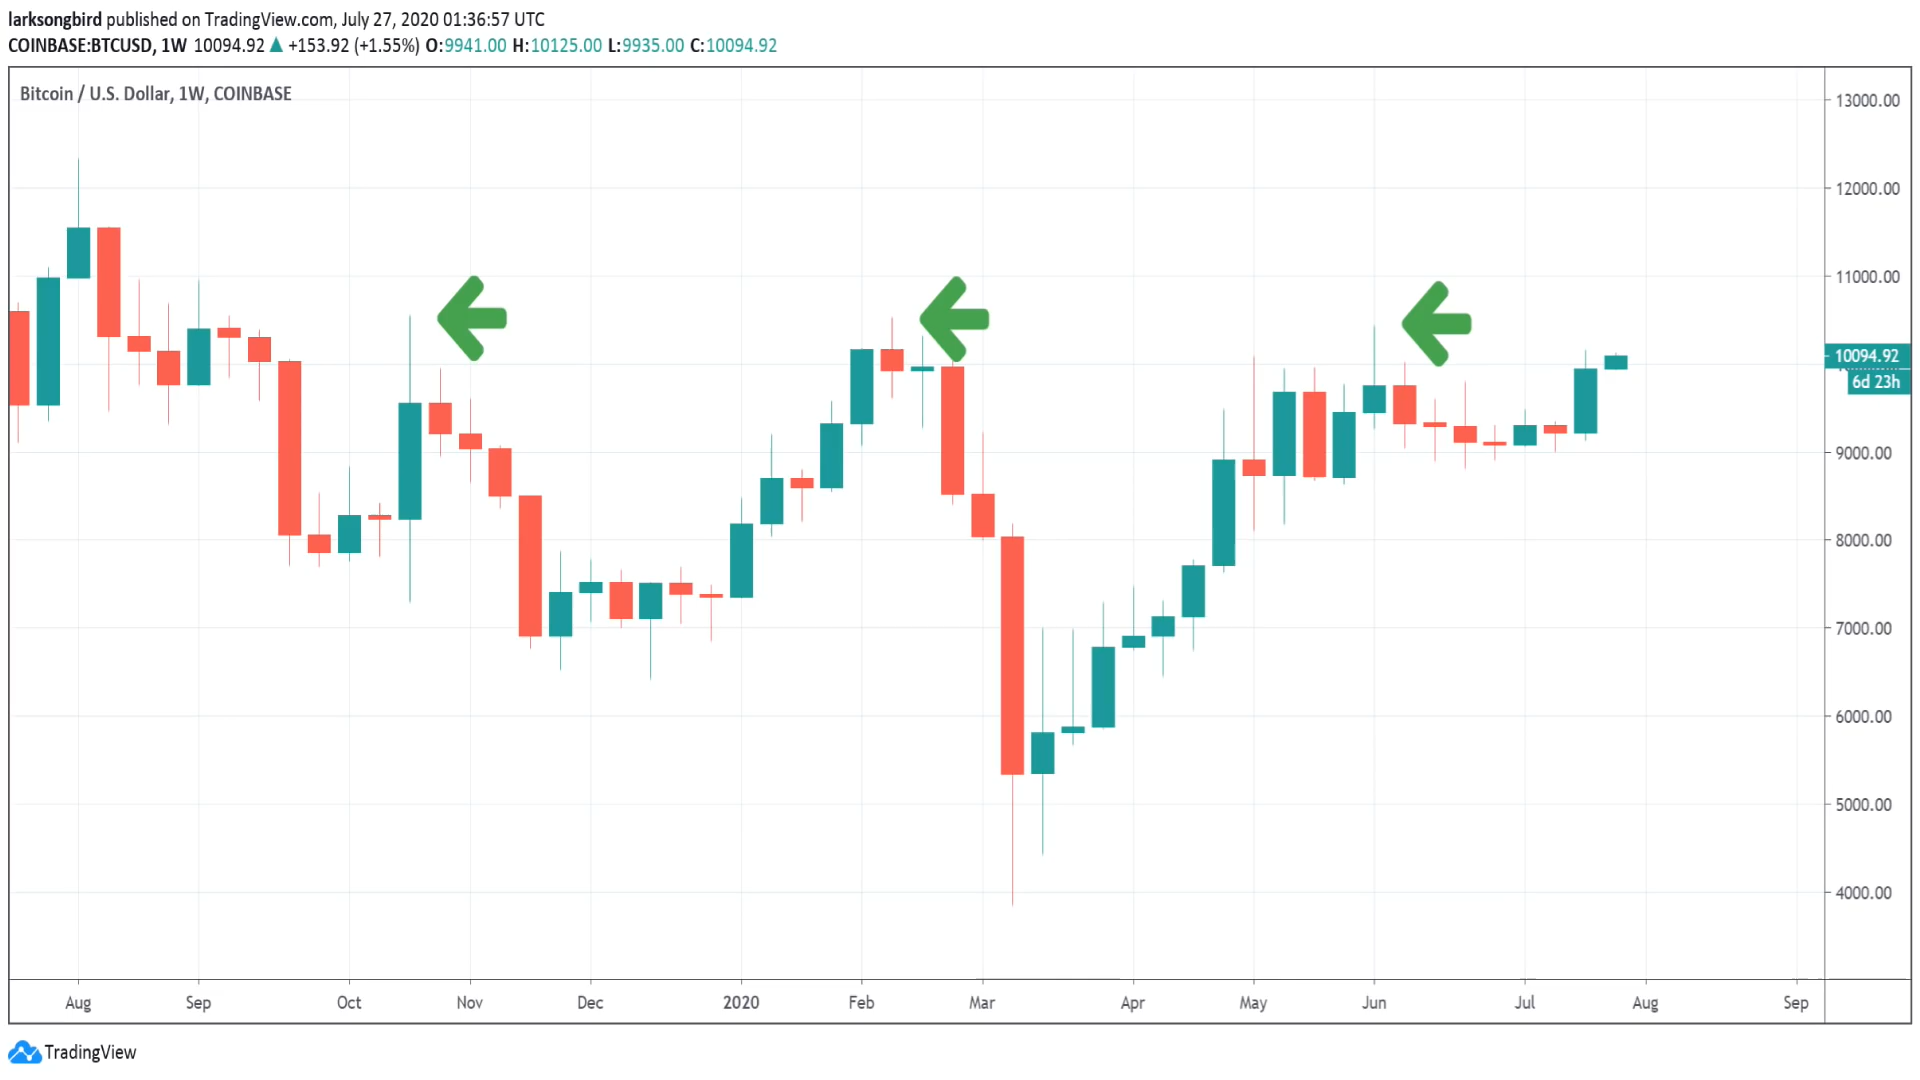 larksongbird published on TradingView.com, July 27, 2020 01:36:57 UTC
COINBASE:BTCUSD, 1W 10094.92 ▲ +153.92 (+1.55%) O:9941.00 H:10125.00 L:9935.00 C:10094.92
Bitcoin / U.S. Dollar, 1W, COINBASE
13000.00
12000.00
11000.00
10094.92
6d 23h
9000.00
8000.00
7000.00
6000.00
5000.00
4000.00
Aug Sep Oct Nov Dec 2020 Feb Mar Apr May Jun Jul Aug Sep
TradingView